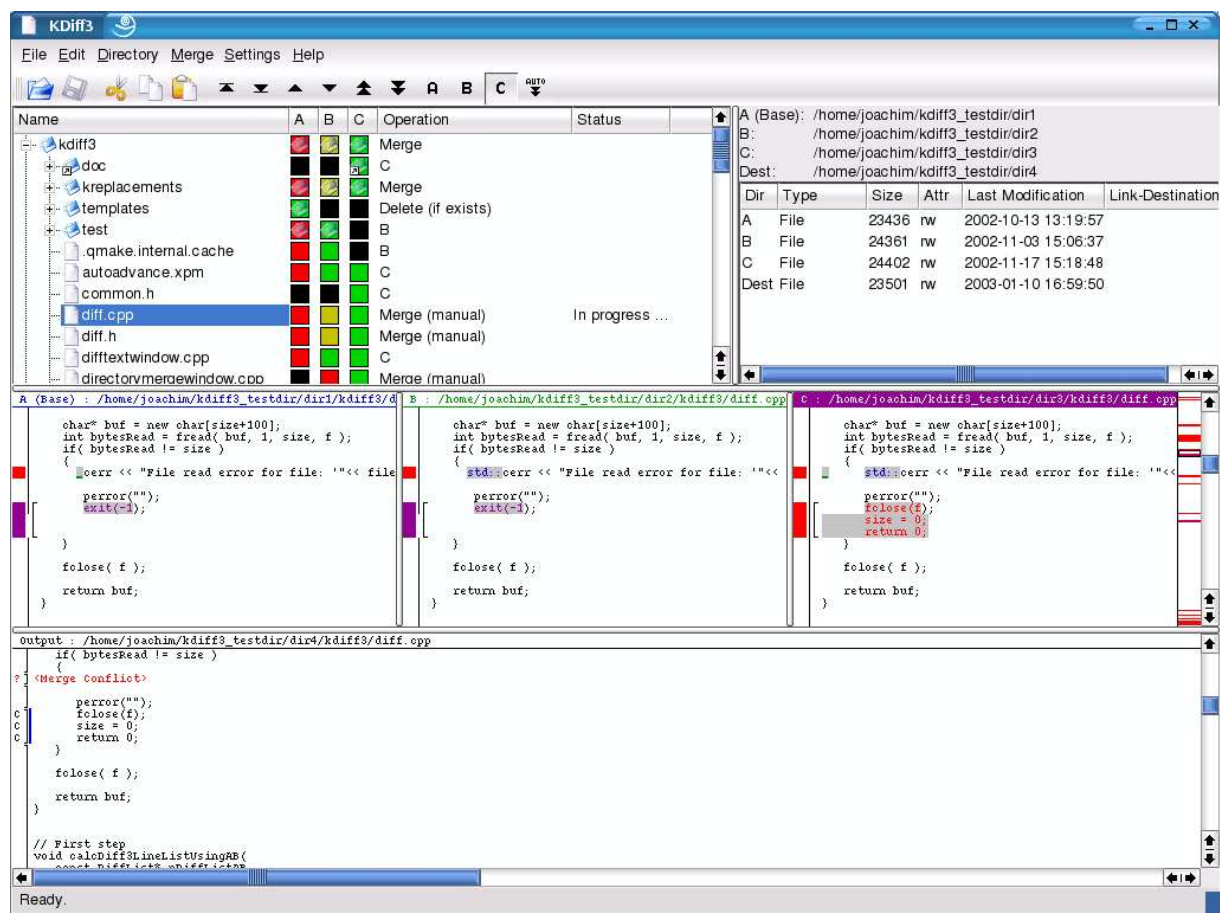 KDiff3
File Edit Directory Merge Settings Help
A B C AUTO
Name A B C Operation Status
kdiff3 Merge
doc C
kreplacements Merge
templates Delete (if exists)
test B
.qmake.internal.cache B
autoadvance.xpm C
common.h C
diff.cpp Merge (manual) In progress ...
diff.h Merge (manual)
difftextwindow.cpp C
directorymergewindow.cpp Merge (manual)
A (Base): /home/joachim/kdiff3_testdir/dir1
B: /home/joachim/kdiff3_testdir/dir2
C: /home/joachim/kdiff3_testdir/dir3
Dest: /home/joachim/kdiff3_testdir/dir4
Dir Type Size Attr Last Modification Link-Destination
A File 23436 rw 2002-10-13 13:19:57
B File 24361 rw 2002-11-03 15:06:37
C File 24402 rw 2002-11-17 15:18:48
Dest File 23501 rw 2003-01-10 16:59:50
A (Base) : /home/joachim/kdiff3_testdir/dir1/kdiff3/d
char* buf = new char[size+100];
int bytesRead = fread( buf, 1, size, f );
if( bytesRead != size )
{
_cerr << "File read error for file: '"<< file
perror("");
exit(-1);
}
fclose( f );
return buf;
}
B : /home/joachim/kdiff3_testdir/dir2/kdiff3/diff.cpp
char* buf = new char[size+100];
int bytesRead = fread( buf, 1, size, f );
if( bytesRead != size )
{
std::cerr << "File read error for file: '"<<
perror("");
exit(-1);
}
fclose( f );
return buf;
}
C : /home/joachim/kdiff3_testdir/dir3/kdiff3/diff.cpp
char* buf = new char[size+100];
int bytesRead = fread( buf, 1, size, f );
if( bytesRead != size )
{
std::cerr << "File read error for file: '"<<
perror("");
fclose(f);
size = 0;
return 0;
}
fclose( f );
return buf;
}
Output : /home/joachim/kdiff3_testdir/dir4/kdiff3/diff.cpp
if( bytesRead != size )
{
? <Merge Conflict>
perror("");
C fclose(f);
C size = 0;
C return 0;
}
fclose( f );
return buf;
}
// First step
void calcDiff3LineListUsingAB(
const DiffList* pDiffListAB,
Ready.